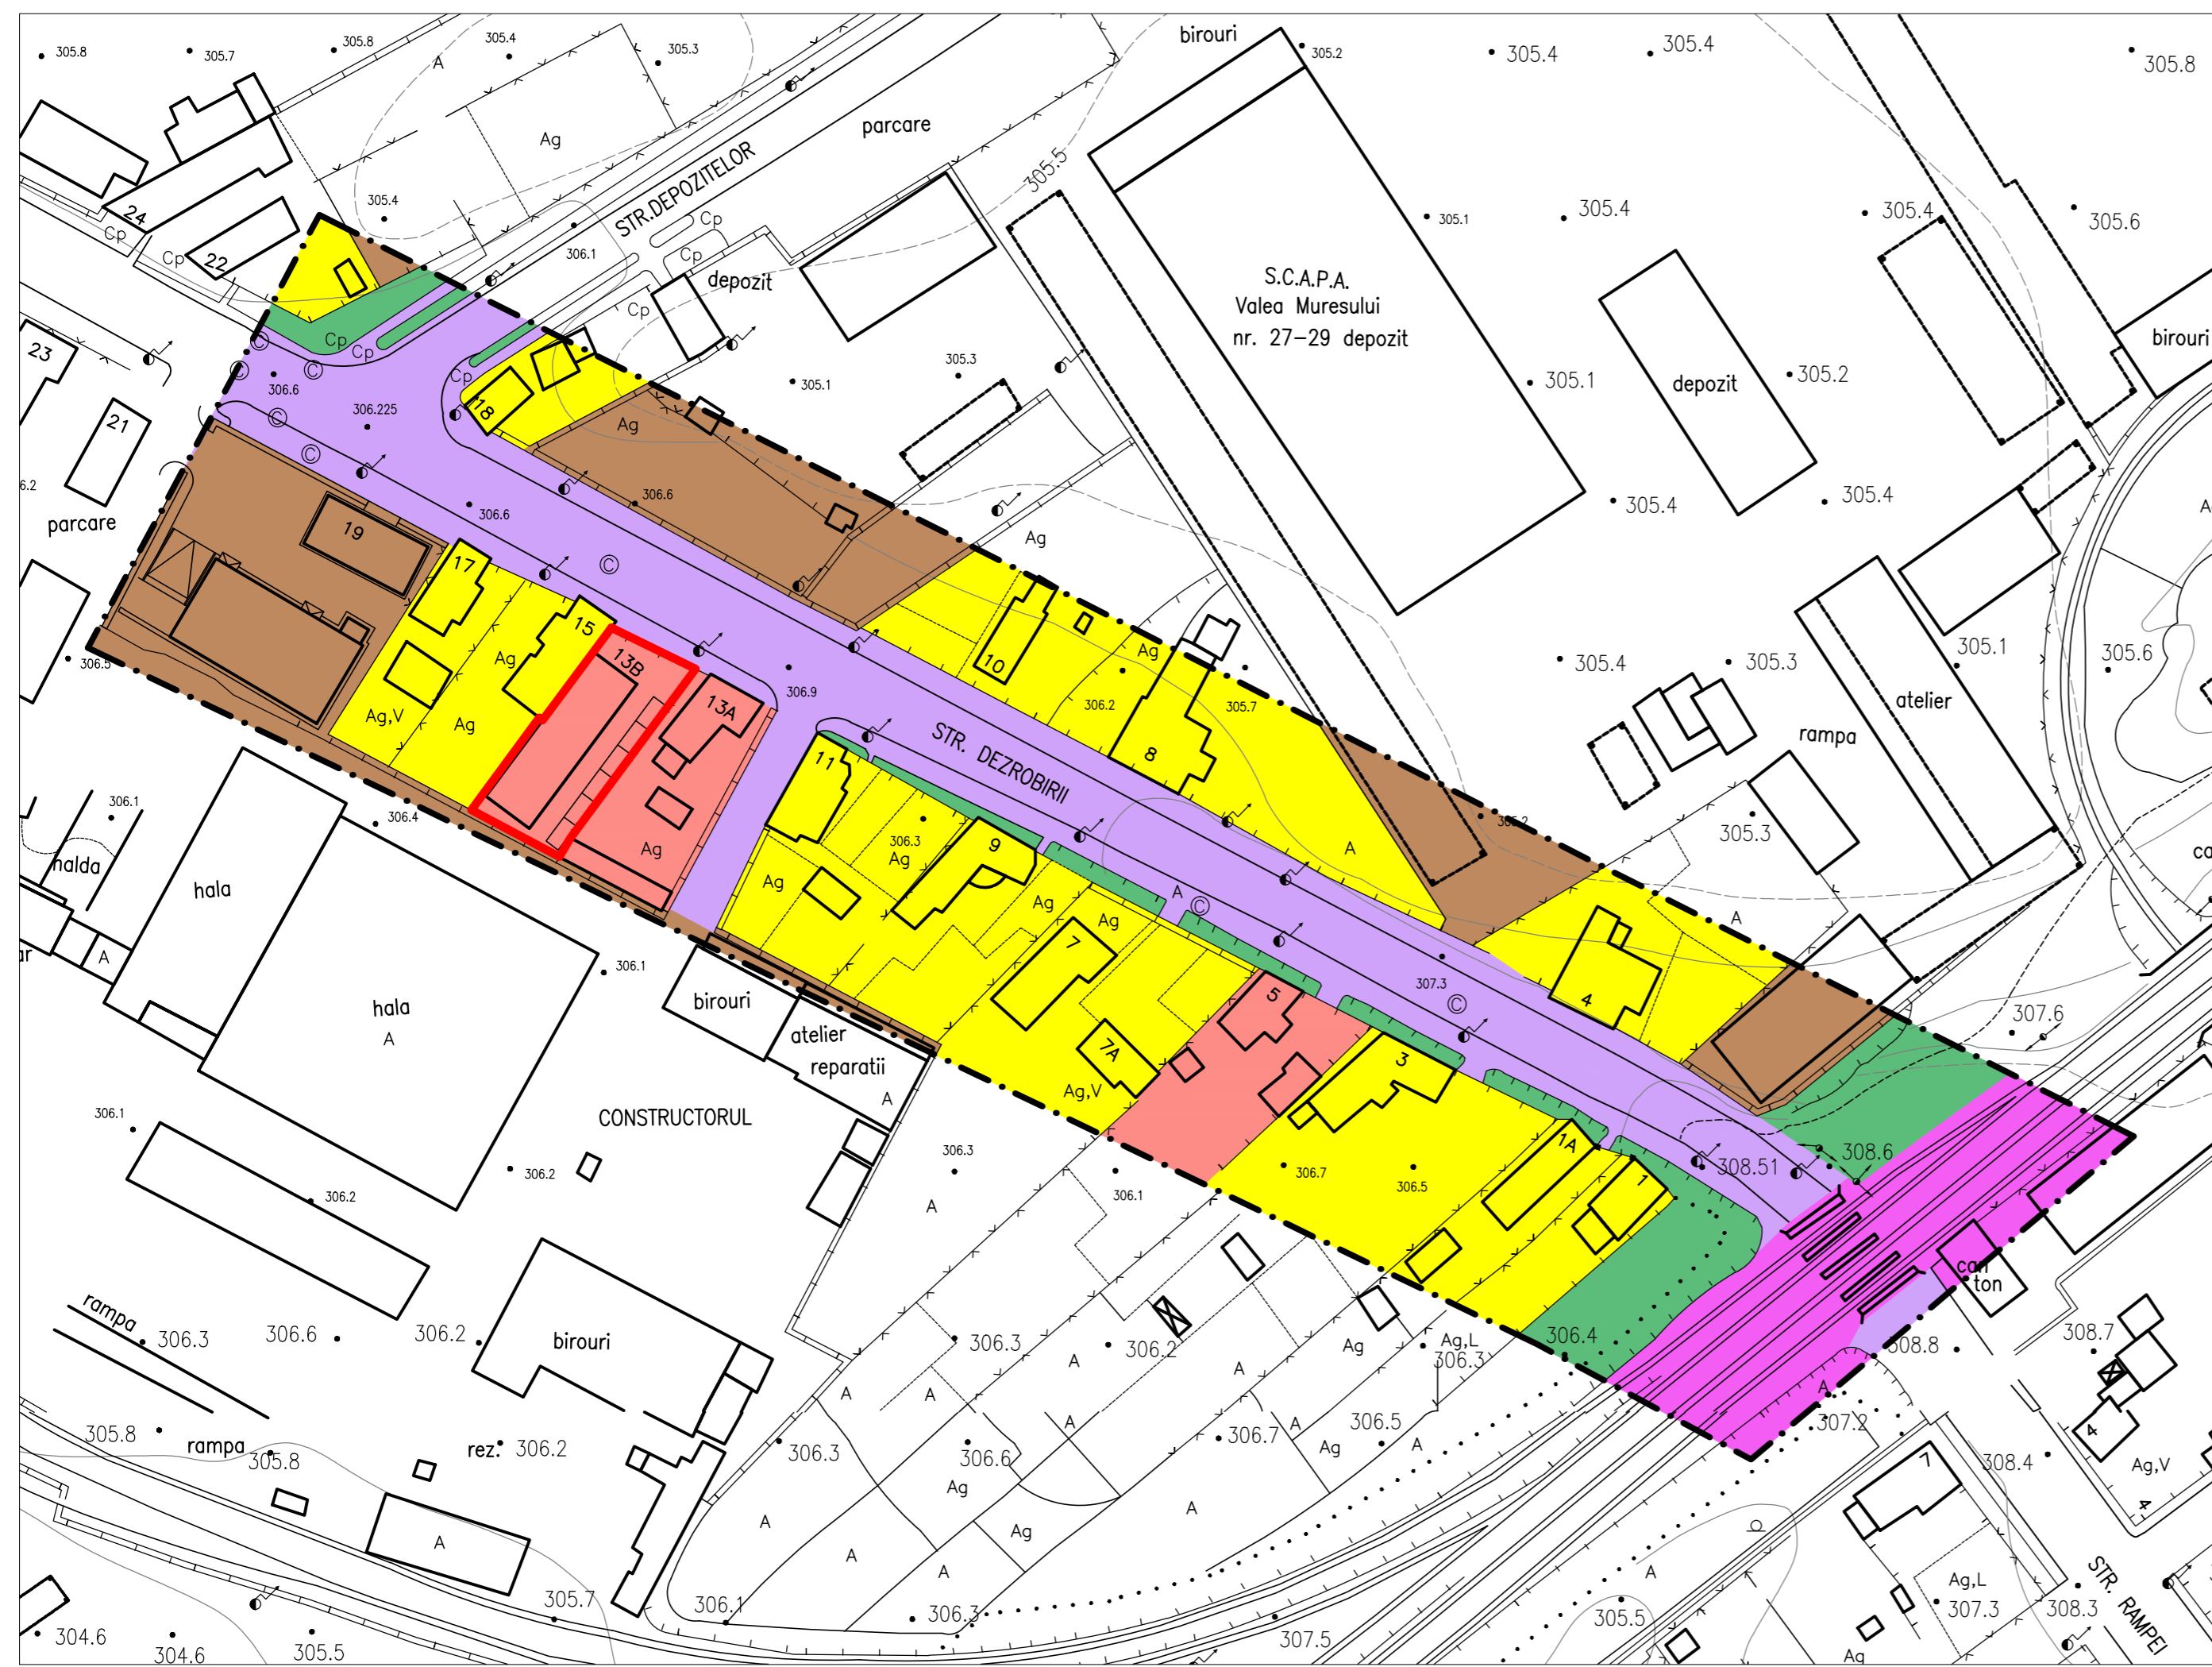 birouri
305.8
305.7
305.8
305.4
305.3
305.2
305.4
305.4
305.8
A
parcare
Ag
STR.DEPOZITELOR
305.5
305.4
24
Cp
Cp
22
Cp
Cp
306.1
depozit
305.1
305.4
305.4
305.6
S.C.A.P.A.
Valea Muresului
nr. 27-29 depozit
Cp
Cp
Cp
Cp
birouri
23
21
306.6
306.225
18
305.3
305.1
305.1
depozit
305.2
Ag
6.2
parcare
19
306.6
306.6
305.4
305.4
Ag
17
15
13B
13A
306.9
10
Ag
306.2
305.7
8
306.5
Ag
Ag,V
Ag
305.4
305.3
305.1
305.6
atelier
rampa
STR. DEZROBIRII
11
9
306.3
Ag
Ag
Ag
306.1
306.4
halda
hala
A
305.2
305.3
A
hala
A
306.1
birouri
atelier
reparatii
A
Ag
Ag
A
7
7A
Ag,V
5
3
307.3
4
A
307.6
CONSTRUCTORUL
306.1
306.2
306.2
306.3
A
306.1
306.7
306.5
1A
1
308.51
308.6
can
ton
rampa
306.3
306.6
306.2
birouri
306.3
306.2
A
A
Ag
Ag,L
306.3
306.4
308.8
308.7
305.8
rampa
305.8
rez.
306.2
A
A
A
306.3
306.6
306.7
A
Ag
306.5
A
A
307.2
308.4
4
Ag,V
4
7
Ag
A
A
Ag
A
A
A
A
305.7
306.1
306.3
307.5
305.5
Ag,L
307.3
308.3
STR. RAMPEI
304.6
304.6
305.5
Ag